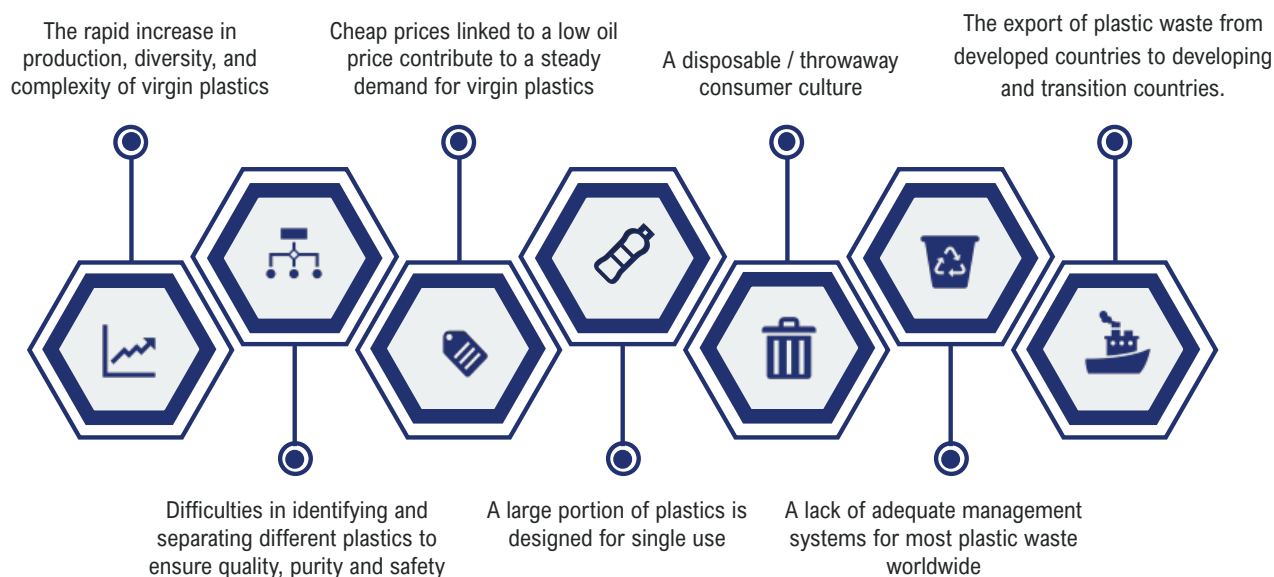 The rapid increase in
production, diversity, and
complexity of virgin plastics
Cheap prices linked to a low oil
price contribute to a steady
demand for virgin plastics
A disposable / throwaway
consumer culture
The export of plastic waste from
developed countries to developing
and transition countries.
Difficulties in identifying and
separating different plastics to
ensure quality, purity and safety
A large portion of plastics is
designed for single use
A lack of adequate management
systems for most plastic waste
worldwide